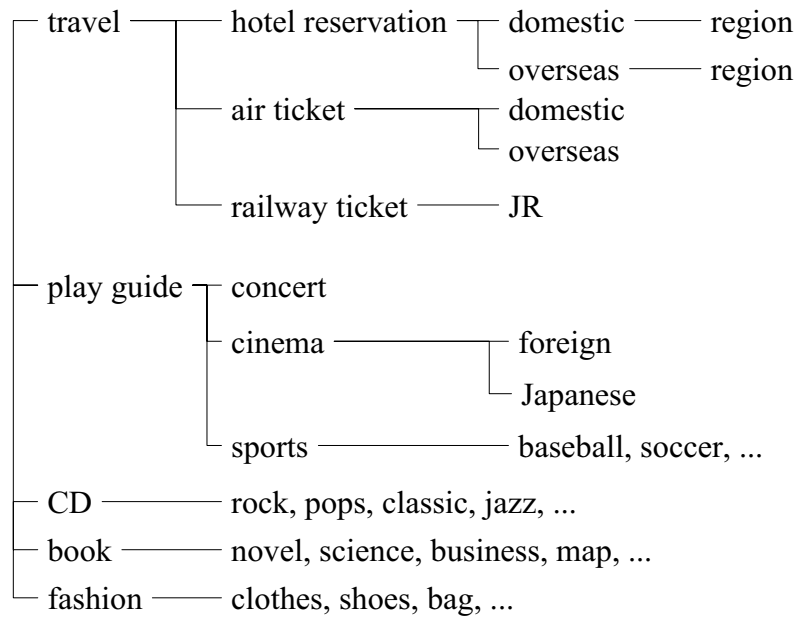 travel hotel reservation domestic region
overseas region
air ticket domestic
overseas
railway ticket JR
play guide concert
cinema foreign
Japanese
sports baseball, soccer, ...
CD rock, pops, classic, jazz, ...
book novel, science, business, map, ...
fashion clothes, shoes, bag, ...